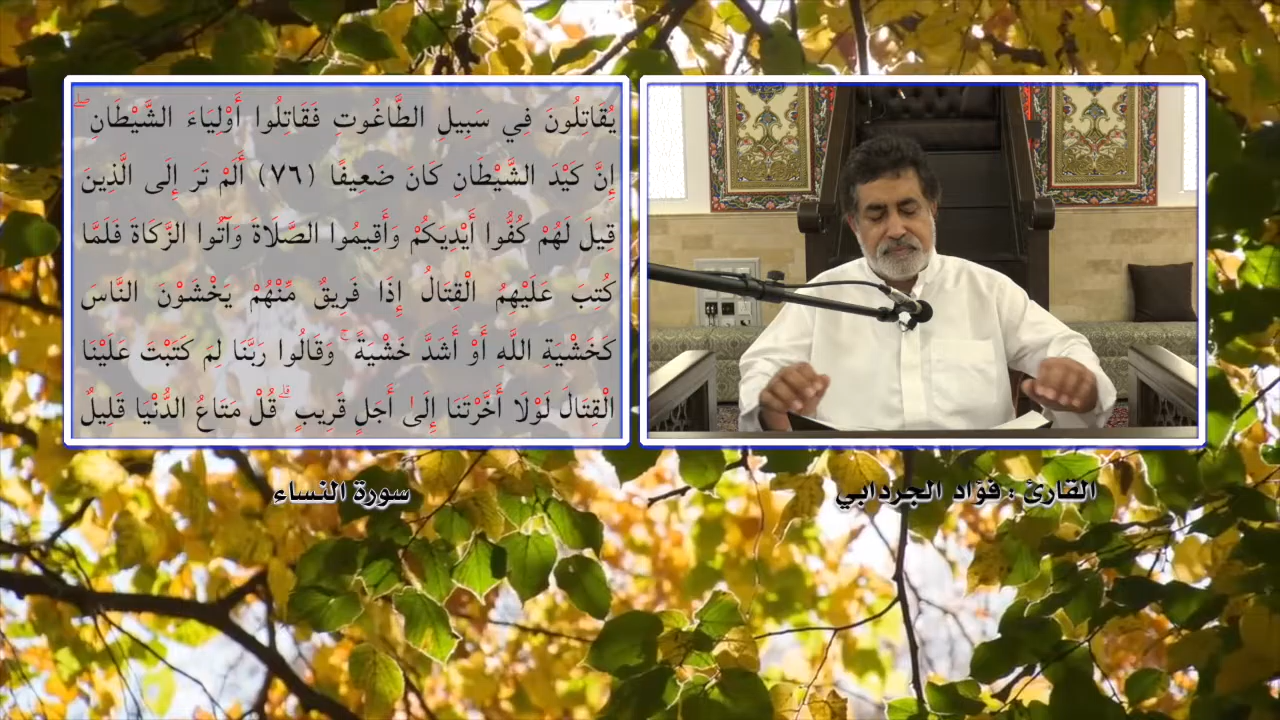 يُقَاتِلُونَ فِي سَبِيلِ الطَّاغُوتِ فَقَاتِلُوا أَوْلِيَاءَ الشَّيْطَانِ ۖ
إِنَّ كَيْدَ الشَّيْطَانِ كَانَ ضَعِيفًا (٧٦) أَلَمْ تَرَ إِلَى الَّذِينَ
قِيلَ لَهُمْ كُفُّوا أَيْدِيَكُمْ وَأَقِيمُوا الصَّلَاةَ وَآتُوا الزَّكَاةَ فَلَمَّا
كُتِبَ عَلَيْهِمُ الْقِتَالُ إِذَا فَرِيقٌ مِّنْهُمْ يَخْشَوْنَ النَّاسَ
كَخَشْيَةِ اللَّهِ أَوْ أَشَدَّ خَشْيَةً ۚ وَقَالُوا رَبَّنَا لِمَ كَتَبْتَ عَلَيْنَا
الْقِتَالَ لَوْلَا أَخَّرْتَنَا إِلَىٰ أَجَلٍ قَرِيبٍ ۗ قُلْ مَتَاعُ الدُّنْيَا قَلِيلٌ
القارئ : فؤاد الجردابي
سورة النساء